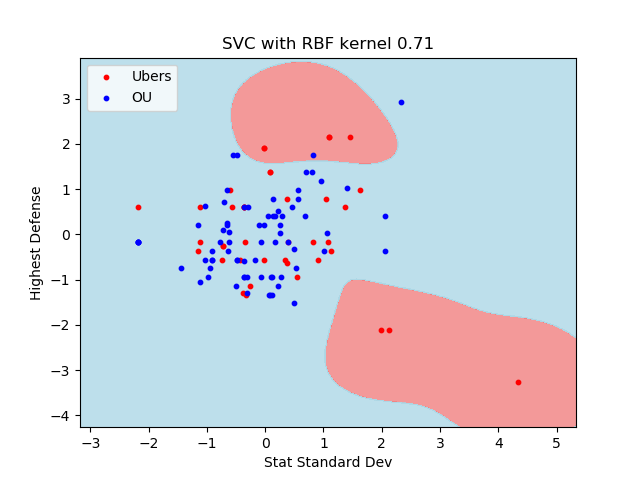 SVC with RBF kernel 0.71
Ubers
OU
Highest Defense
3
2
1
0
−1
−2
−3
−4
−3 −2 −1 0 1 2 3 4 5
Stat Standard Dev